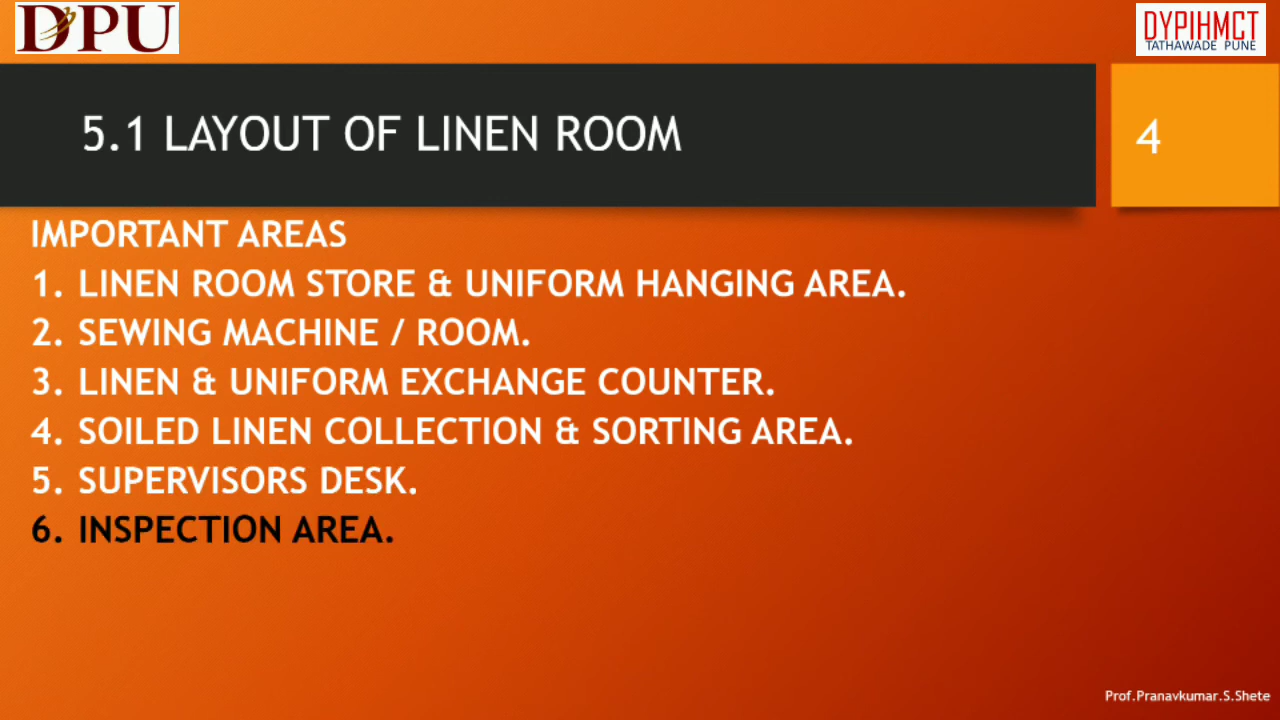 DPU
DYPIHMCT
TATHAWADE PUNE
5.1 LAYOUT OF LINEN ROOM
4
IMPORTANT AREAS
1. LINEN ROOM STORE & UNIFORM HANGING AREA.
2. SEWING MACHINE / ROOM.
3. LINEN & UNIFORM EXCHANGE COUNTER.
4. SOILED LINEN COLLECTION & SORTING AREA.
5. SUPERVISORS DESK.
6. INSPECTION AREA.
Prof.Pranavkumar.S.Shete